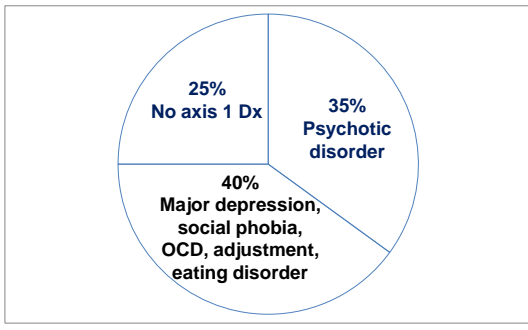 25%
No axis 1 Dx
35%
Psychotic
disorder
40%
Major depression,
social phobia,
OCD, adjustment,
eating disorder